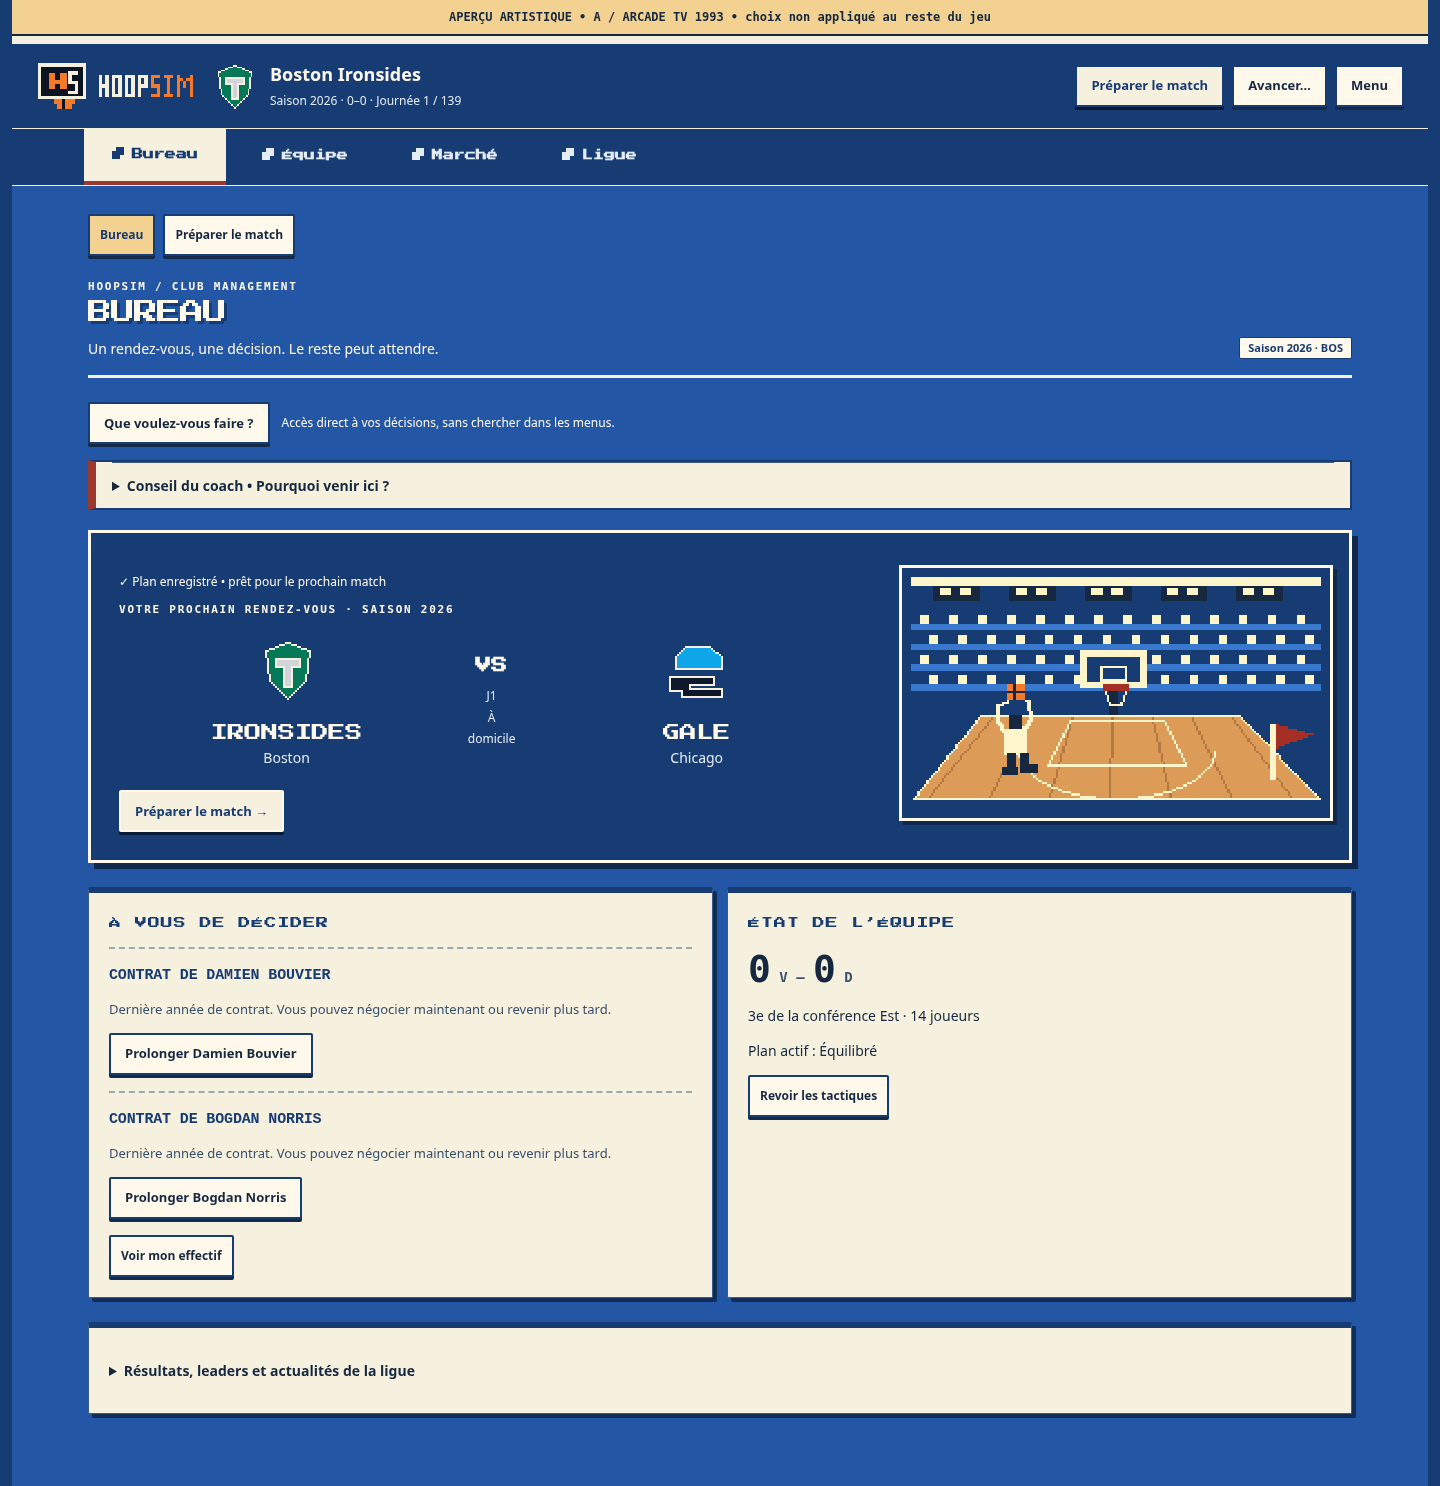 APERÇU ARTISTIQUE • A / ARCADE TV 1993 • choix non appliqué au reste du jeu
HS HOOPSIM
Boston Ironsides
Saison 2026 · 0–0 · Journée 1 / 139
Préparer le match
Avancer...
Menu
Bureau
Équipe
Marché
Ligue
Bureau
Préparer le match
HOOPSIM / CLUB MANAGEMENT
BUREAU
Un rendez-vous, une décision. Le reste peut attendre.
Saison 2026 · BOS
Que voulez-vous faire ?
Accès direct à vos décisions, sans chercher dans les menus.
▶ Conseil du coach • Pourquoi venir ici ?
✓ Plan enregistré • prêt pour le prochain match
VOTRE PROCHAIN RENDEZ-VOUS · SAISON 2026
T
IRONSIDES
Boston
VS
J1
À
domicile
GALE
Chicago
Préparer le match →
À VOUS DE DÉCIDER
CONTRAT DE DAMIEN BOUVIER
Dernière année de contrat. Vous pouvez négocier maintenant ou revenir plus tard.
Prolonger Damien Bouvier
CONTRAT DE BOGDAN NORRIS
Dernière année de contrat. Vous pouvez négocier maintenant ou revenir plus tard.
Prolonger Bogdan Norris
Voir mon effectif
ÉTAT DE L’ÉQUIPE
0 V – 0 D
3e de la conférence Est · 14 joueurs
Plan actif : Équilibré
Revoir les tactiques
▶ Résultats, leaders et actualités de la ligue